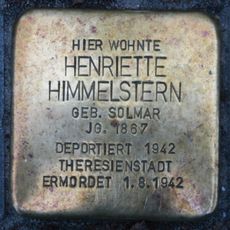 HIER WOHNTE
HENRIETTE
HIMMELSTERN
GEB. SOLMAR
JG. 1867
DEPORTIERT 1942
THERESIENSTADT
ERMORDET 1.8.1942